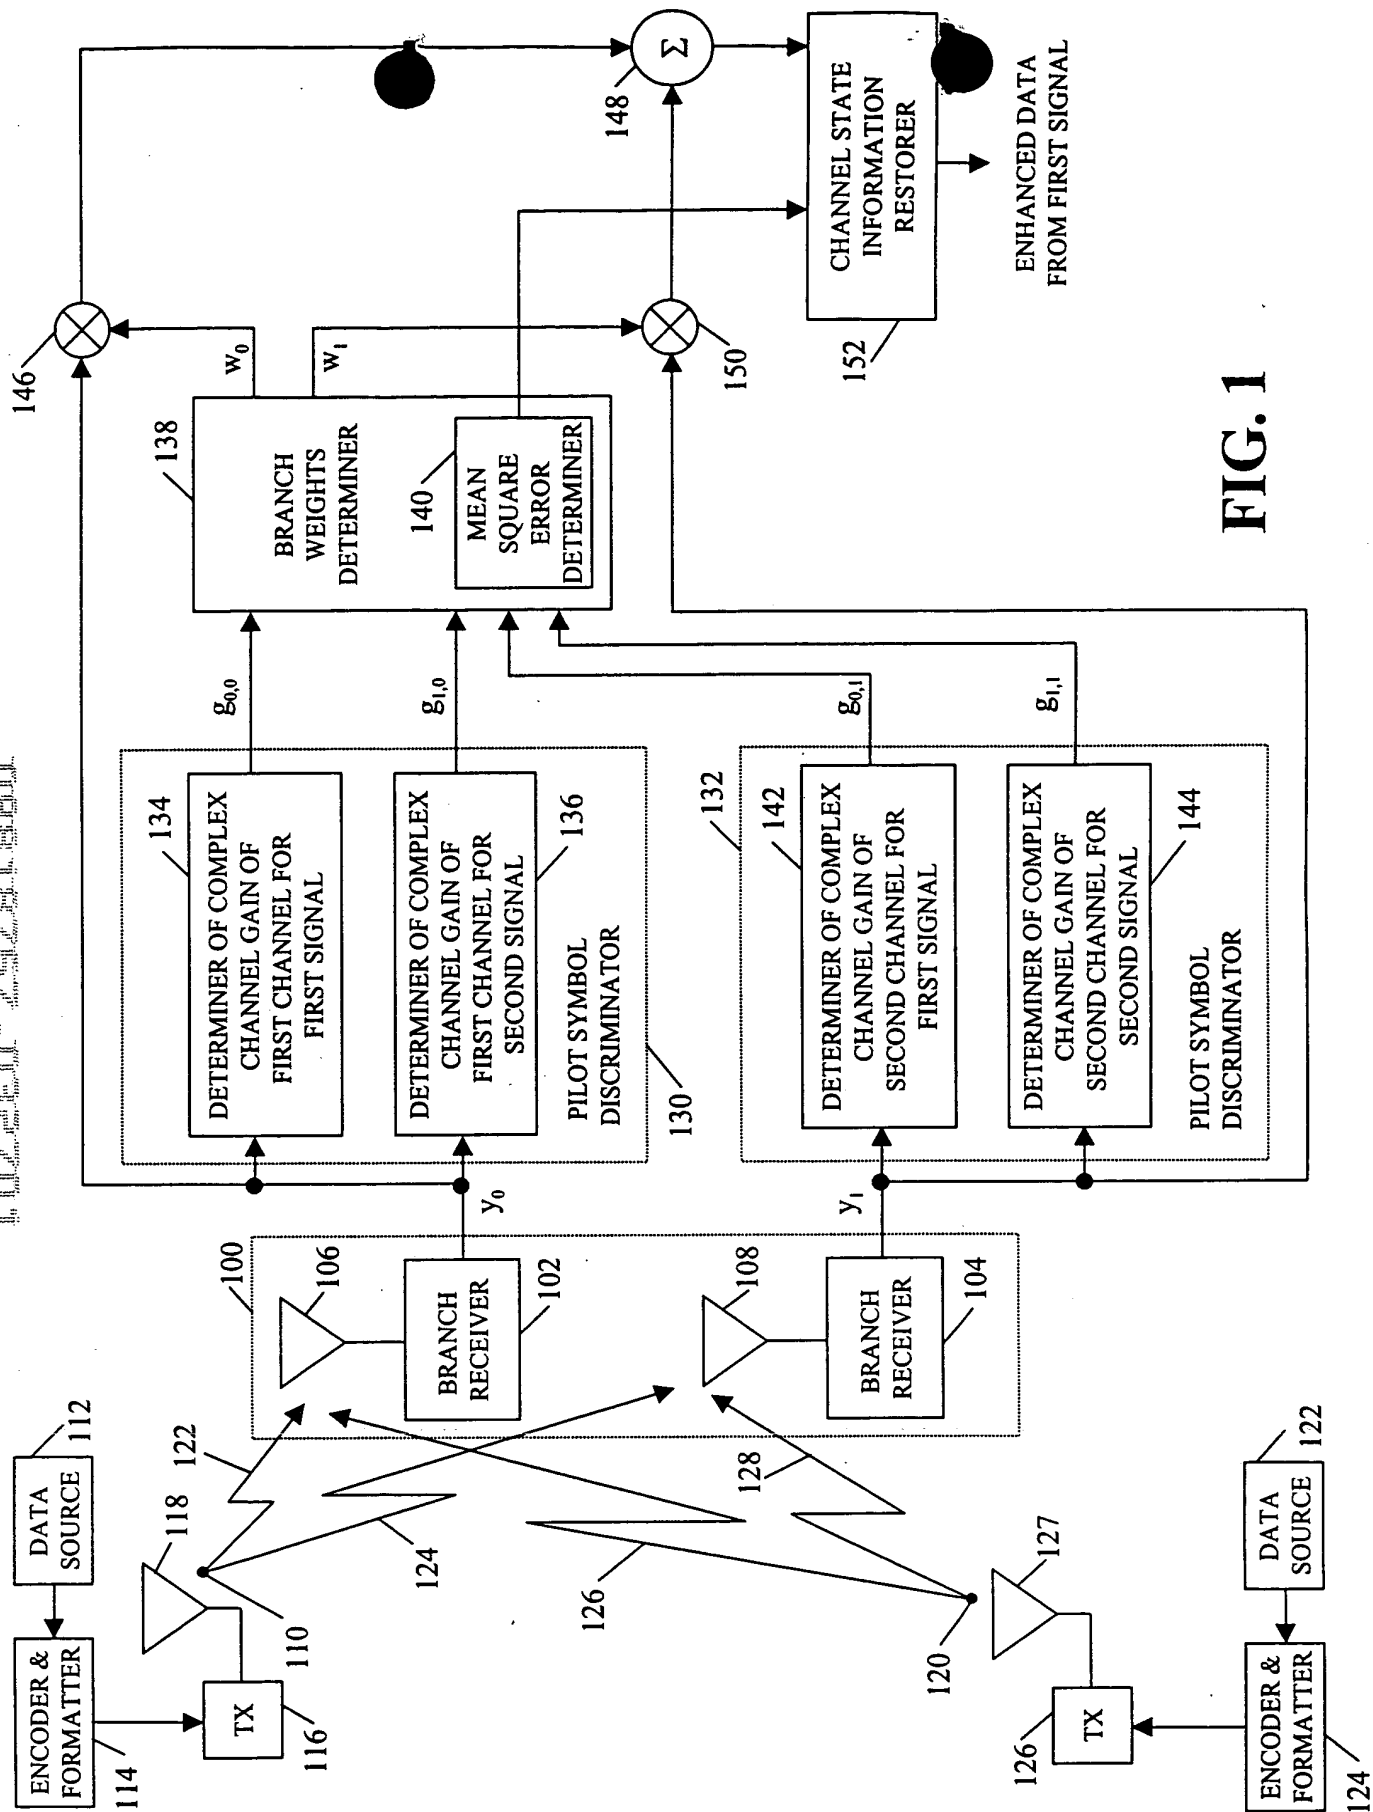 112
DATA
SOURCE
ENCODER &
FORMATTER
114
TX
116
118
110
122
124
126
128
120
127
TX
126
DATA
SOURCE
122
ENCODER &
FORMATTER
124
100
106
BRANCH
RECEIVER
102
108
BRANCH
RECEIVER
104
y0
y1
134
DETERMINER OF COMPLEX
CHANNEL GAIN OF
FIRST CHANNEL FOR
FIRST SIGNAL
DETERMINER OF COMPLEX
CHANNEL GAIN OF
FIRST CHANNEL FOR
SECOND SIGNAL
136
PILOT SYMBOL
DISCRIMINATOR
130
132
142
DETERMINER OF COMPLEX
CHANNEL GAIN OF
SECOND CHANNEL FOR
FIRST SIGNAL
DETERMINER OF COMPLEX
CHANNEL GAIN OF
SECOND CHANNEL FOR
SECOND SIGNAL
144
PILOT SYMBOL
DISCRIMINATOR
g0,0
g1,0
g0,1
g1,1
138
BRANCH
WEIGHTS
DETERMINER
140
MEAN
SQUARE
ERROR
DETERMINER
w0
w1
146
150
148
Σ
CHANNEL STATE
INFORMATION
RESTORER
152
ENHANCED DATA
FROM FIRST SIGNAL
FIG. 1